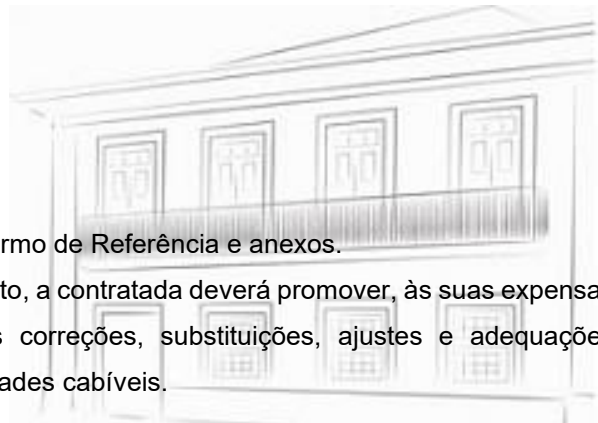 rmo de Referência e anexos.
to, a contratada deverá promover, às suas expensa
s correções, substituições, ajustes e adequaçõe
ades cabíveis.